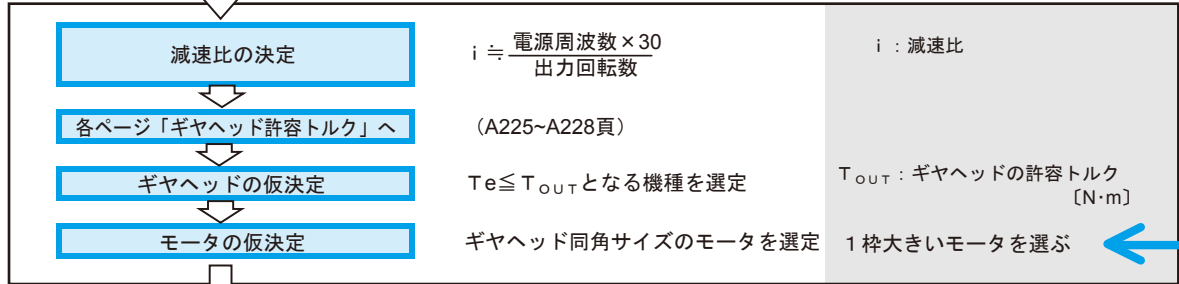 減速比の決定
i ≒ 電源周波数×30
出力回転数
i : 減速比
各ページ「ギヤヘッド許容トルク」へ
（A225~A228頁）
ギヤヘッドの仮決定
Te≦TOUTとなる機種を選定
TOUT : ギヤヘッドの許容トルク
〔N·m〕
モータの仮決定
ギヤヘッド同角サイズのモータを選定
1枠大きいモータを選ぶ